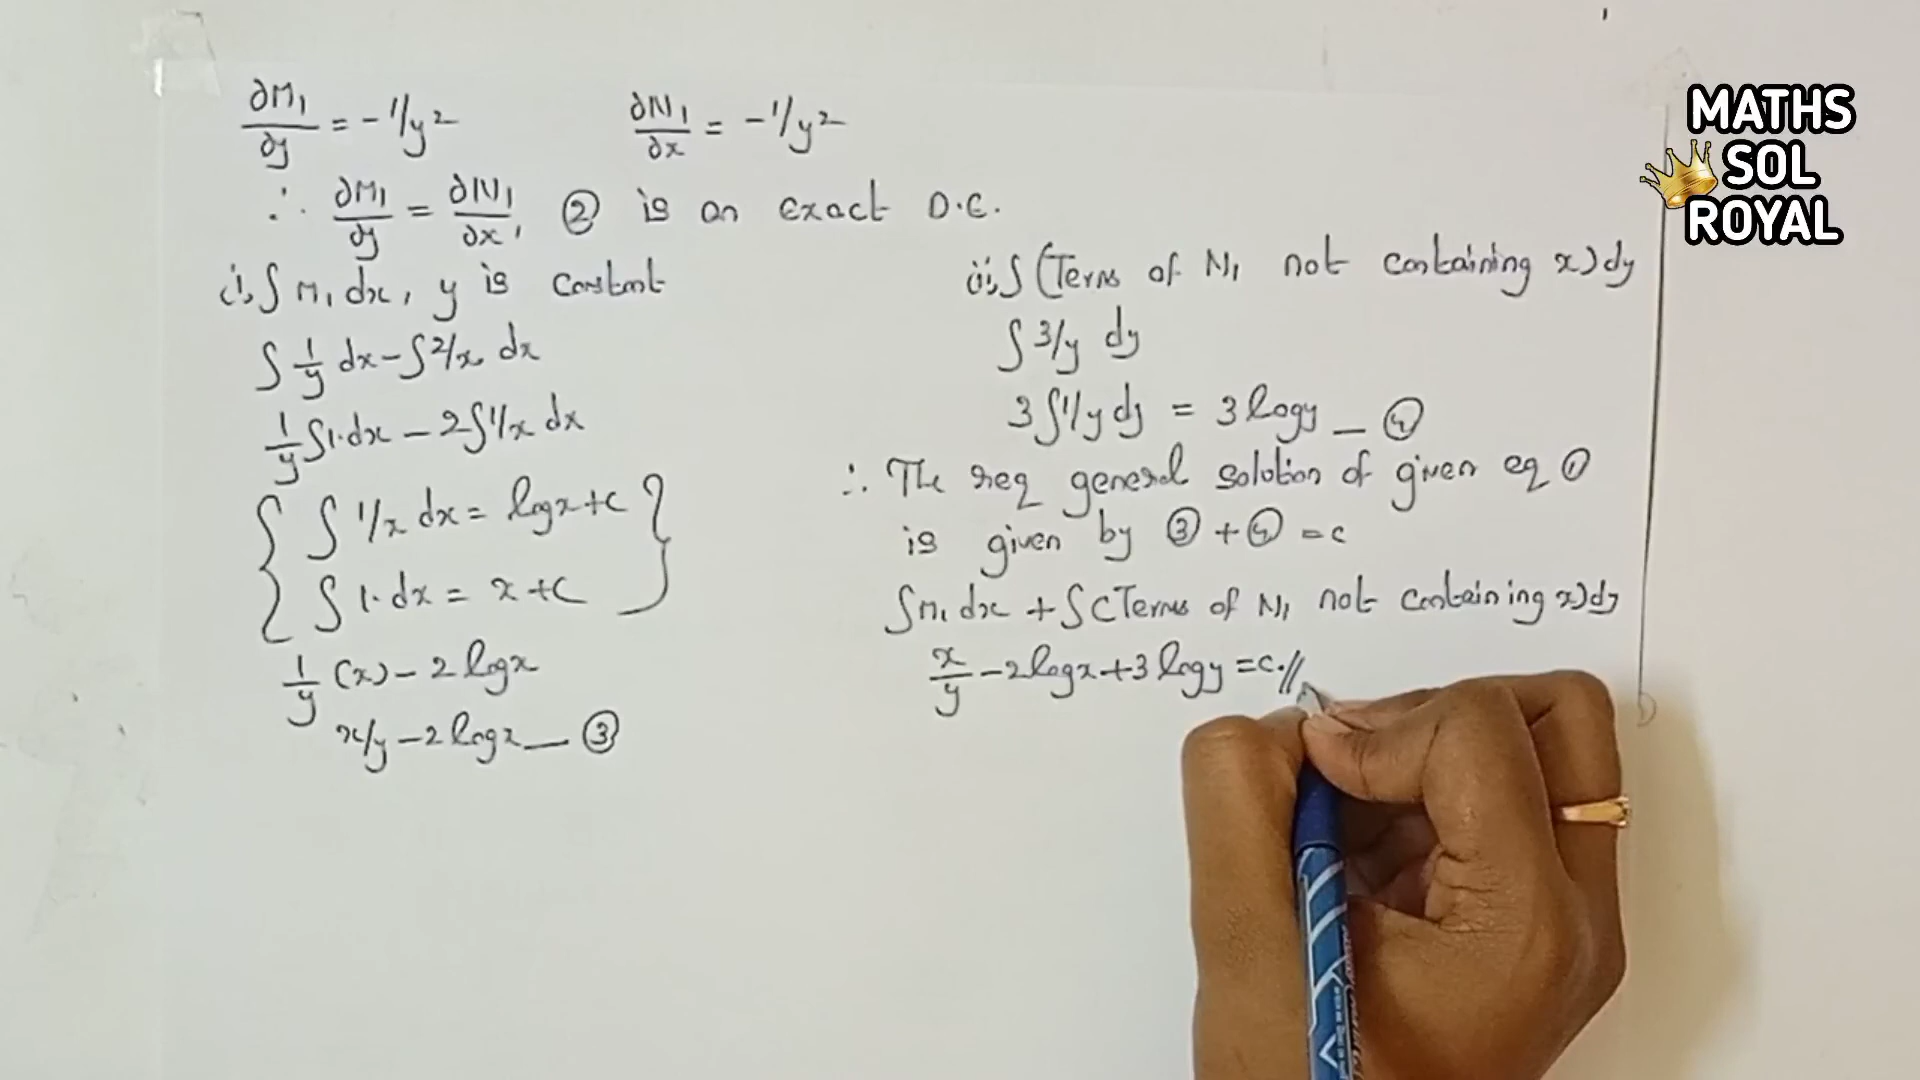 ∂M₁/∂y = -1/y²    ∂N₁/∂x = -1/y²
∴ ∂M₁/∂y = ∂N₁/∂x, ② is an exact D.E.
(i) ∫ M₁ dx, y is constant
∫ 1/y dx - ∫ 2/x dx
1/y ∫ 1·dx - 2∫ 1/x dx
{ ∫ 1/x dx = log x + c
∫ 1·dx = x + c }
1/y (x) - 2 log x
x/y - 2 log x — ③
(ii) ∫ (Terms of N₁ not containing x) dy
∫ 3/y dy
3 ∫ 1/y dy = 3 log y — ④
∴ The req general solution of given eq ①
is given by ③ + ④ = c
∫ M₁ dx + ∫ (Terms of N₁ not containing x) dy
x/y - 2 log x + 3 log y = c.//
MATHS
SOL
ROYAL